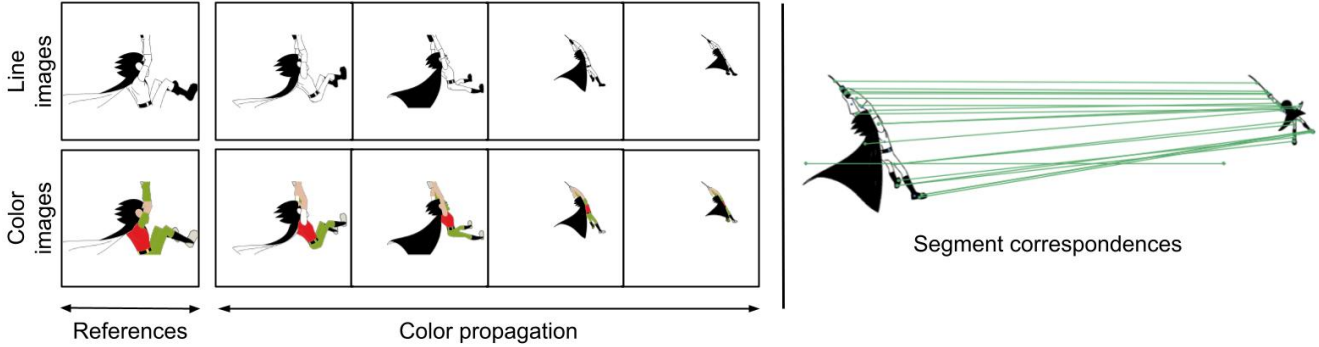 Line
images
Color
images
References
Color propagation
Segment correspondences